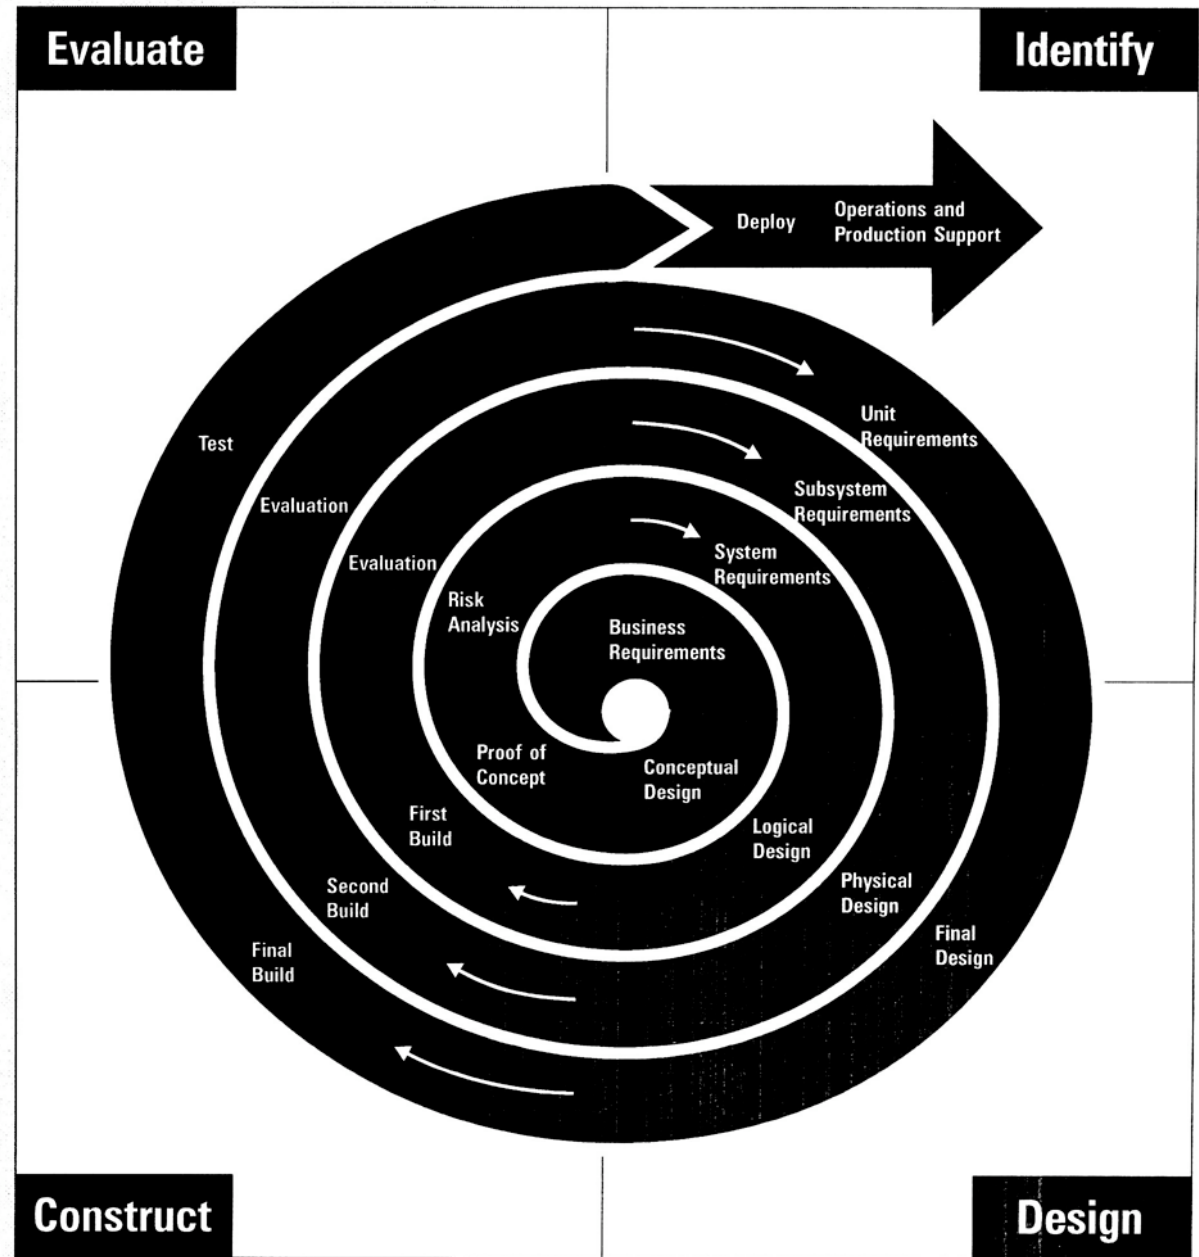 Evaluate
Identify
Deploy
Operations and
Production Support
Unit
Requirements
Test
Subsystem
Requirements
Evaluation
System
Requirements
Evaluation
Risk
Analysis
Business
Requirements
Proof of
Concept
Conceptual
Design
First
Build
Logical
Design
Second
Build
Physical
Design
Final
Build
Final
Design
Construct
Design